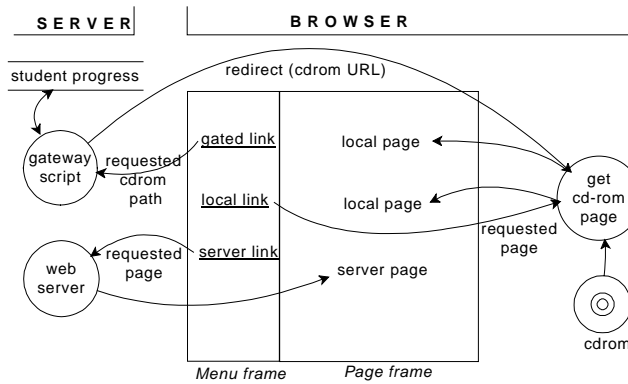 SERVER
BROWSER
student progress
redirect (cdrom URL)
gateway
script
requested
cdrom
path
gated link
local page
get
cd-rom
page
local link
local page
requested
page
server link
requested
page
web
server
server page
cdrom
Menu frame
Page frame